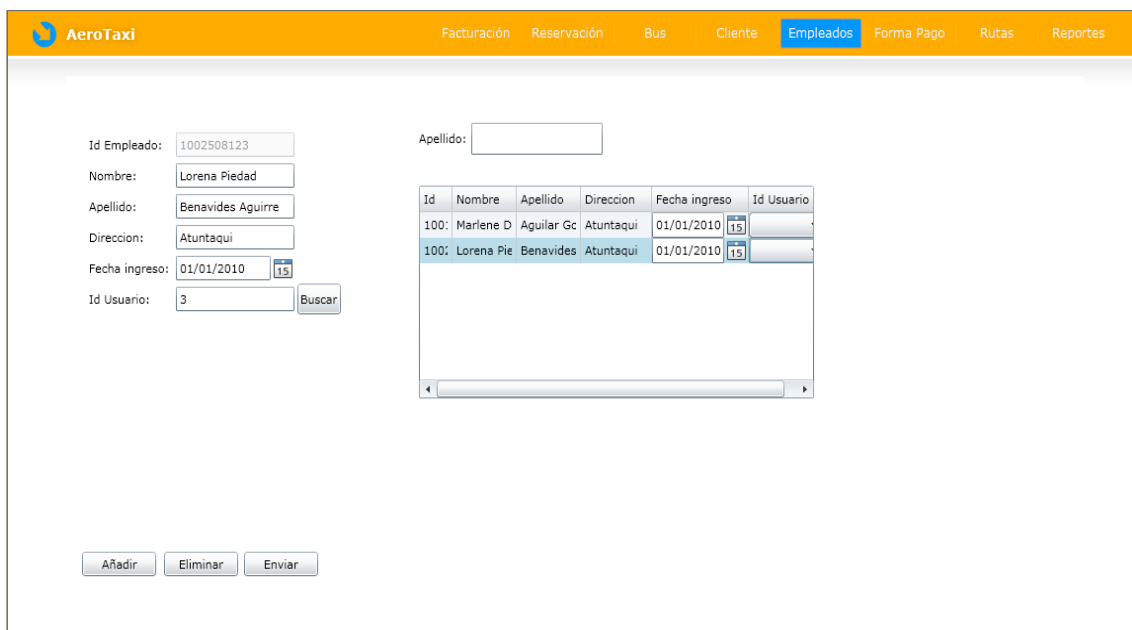 AeroTaxi Facturación Reservación Bus Cliente Empleados Forma Pago Rutas Reportes
Id Empleado: 1002508123
Nombre: Lorena Piedad
Apellido: Benavides Aguirre
Direccion: Atuntaqui
Fecha ingreso: 01/01/2010 15
Id Usuario: 3 Buscar
Apellido:
Id Nombre Apellido Direccion Fecha ingreso Id Usuario
Marlene D Aguilar Gc Atuntaqui 01/01/2010 15
Lorena Pie Benavides Atuntaqui 01/01/2010 15
Añadir Eliminar Enviar